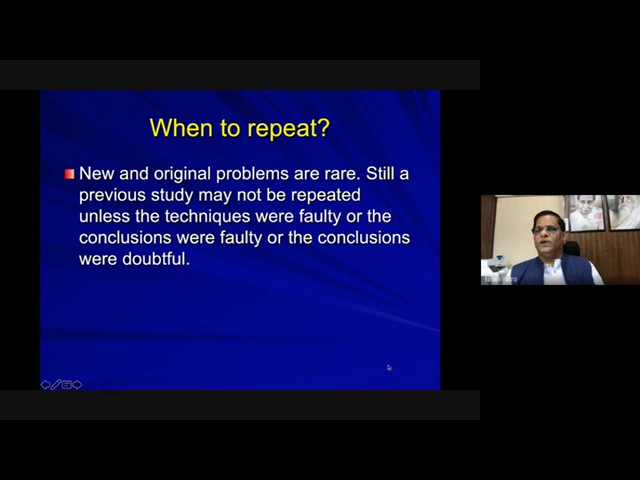 When to repeat?
New and original problems are rare. Still a
previous study may not be repeated
unless the techniques were faulty or the
conclusions were faulty or the conclusions
were doubtful.